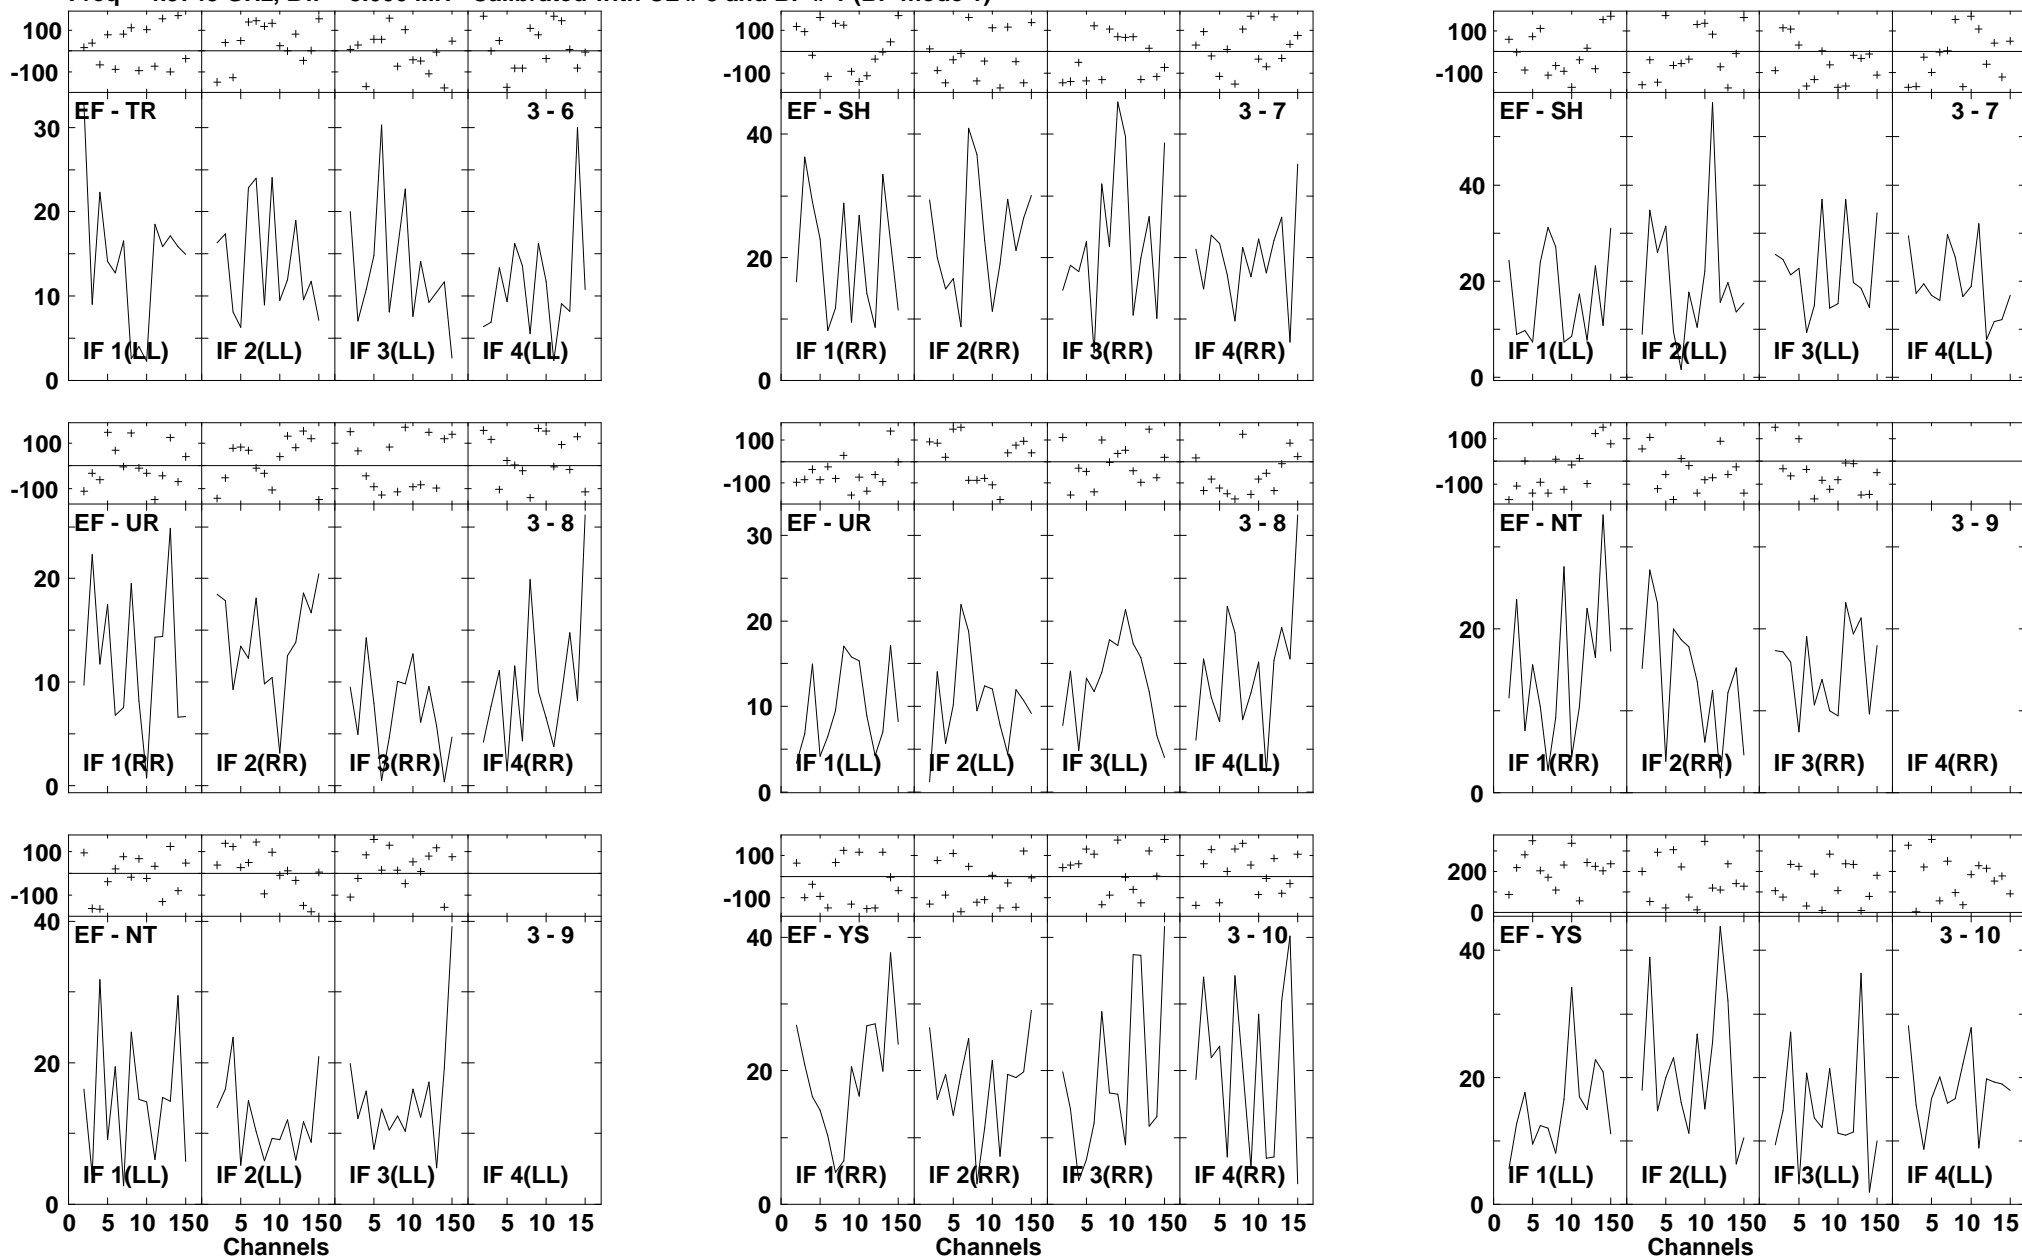 100
-100
EF - TR 3 - 6
30
20
10
0
IF 1(LL) IF 2(LL) IF 3(LL) IF 4(LL)
100
-100
EF - SH 3 - 7
40
20
0
IF 1(RR) IF 2(RR) IF 3(RR) IF 4(RR)
100
-100
EF - SH 3 - 7
40
20
0
IF 1(LL) IF 2(LL) IF 3(LL) IF 4(LL)
100
-100
EF - UR 3 - 8
20
10
0
IF 1(RR) IF 2(RR) IF 3(RR) IF 4(RR)
100
-100
EF - UR 3 - 8
30
20
10
0
IF 1(LL) IF 2(LL) IF 3(LL) IF 4(LL)
100
-100
EF - NT 3 - 9
20
0
IF 1(RR) IF 2(RR) IF 3(RR) IF 4(RR)
100
-100
EF - NT 3 - 9
40
20
0
IF 1(LL) IF 2(LL) IF 3(LL) IF 4(LL)
0 5 10 150 5 10 150 5 10 150 5 10 15
Channels
100
-100
EF - YS 3 - 10
40
20
0
IF 1(RR) IF 2(RR) IF 3(RR) IF 4(RR)
0 5 10 150 5 10 150 5 10 150 5 10 15
Channels
200
0
EF - YS 3 - 10
40
20
0
IF 1(LL) IF 2(LL) IF 3(LL) IF 4(LL)
0 5 10 150 5 10 150 5 10 150 5 10 15
Channels